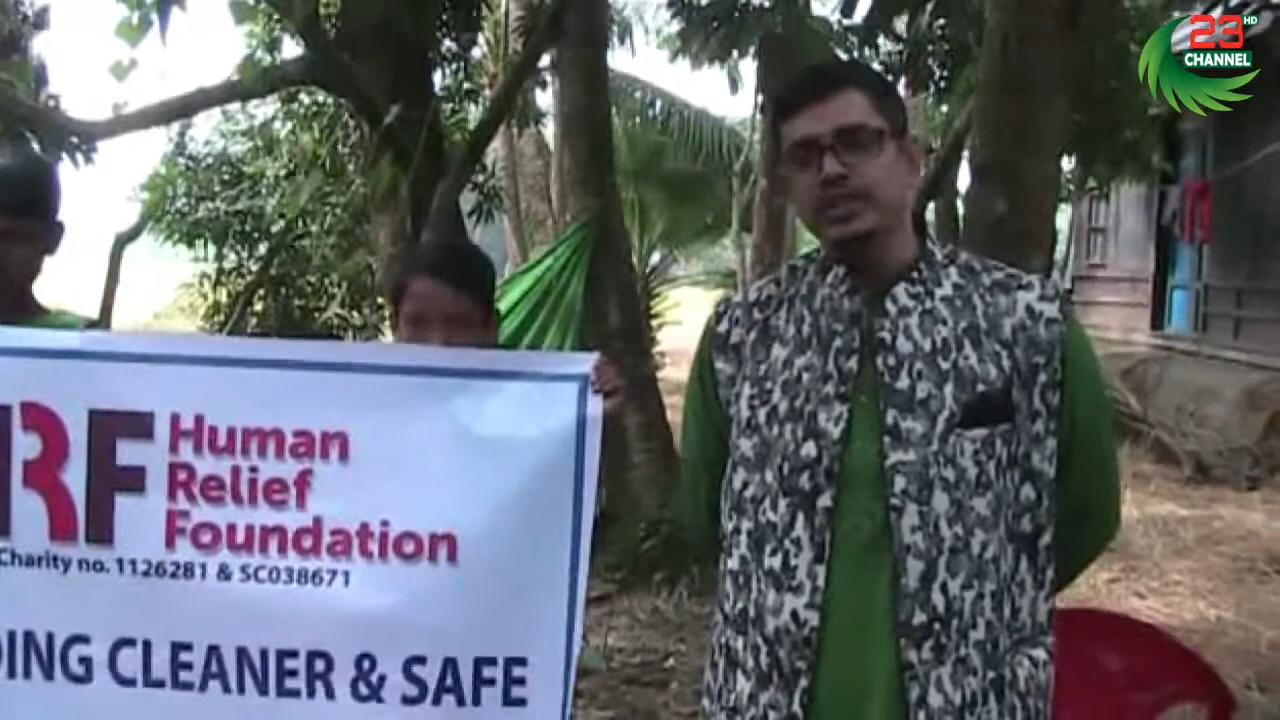 23 HD
CHANNEL
RF
Human
Relief
Foundation
Charity no. 1126281 & SC038671
DING CLEANER & SAFE